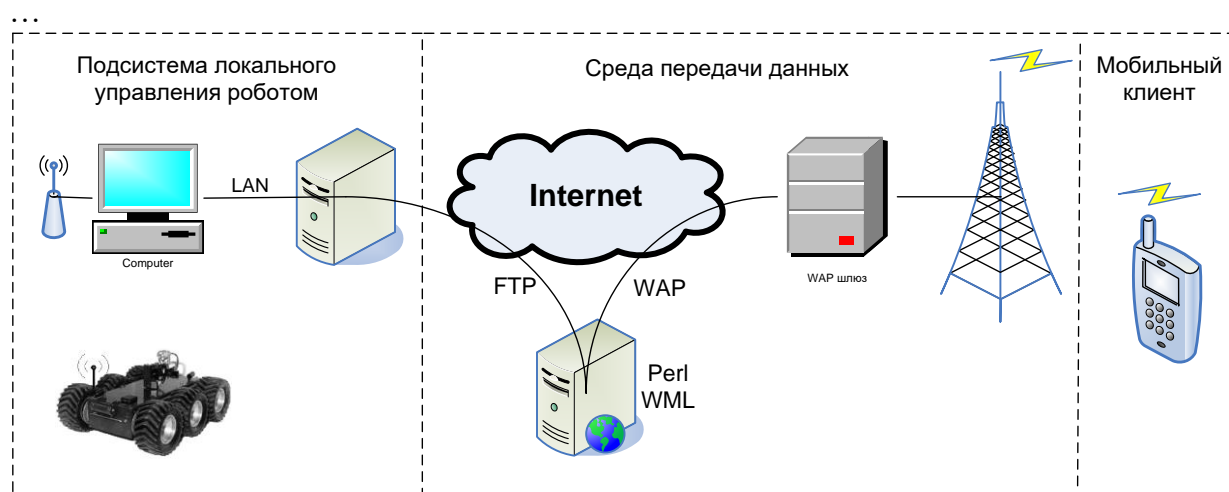 ...
Подсистема локального
управления роботом
Среда передачи данных
Мобильный
клиент
LAN
Internet
Computer
WAP шлюз
FTP
WAP
Perl
WML